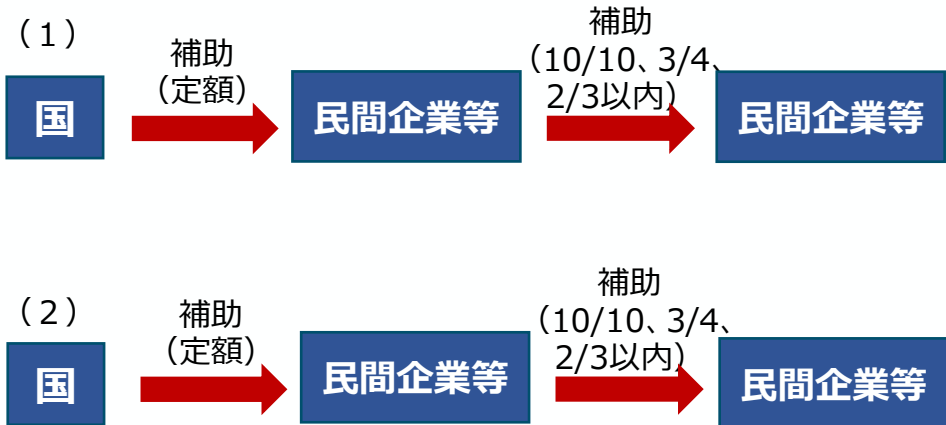 （1）
補助
（定額）
補助
（10/10、3/4、
2/3以内）
国
民間企業等
民間企業等
（2）
補助
（定額）
補助
（10/10、3/4、
2/3以内）
国
民間企業等
民間企業等